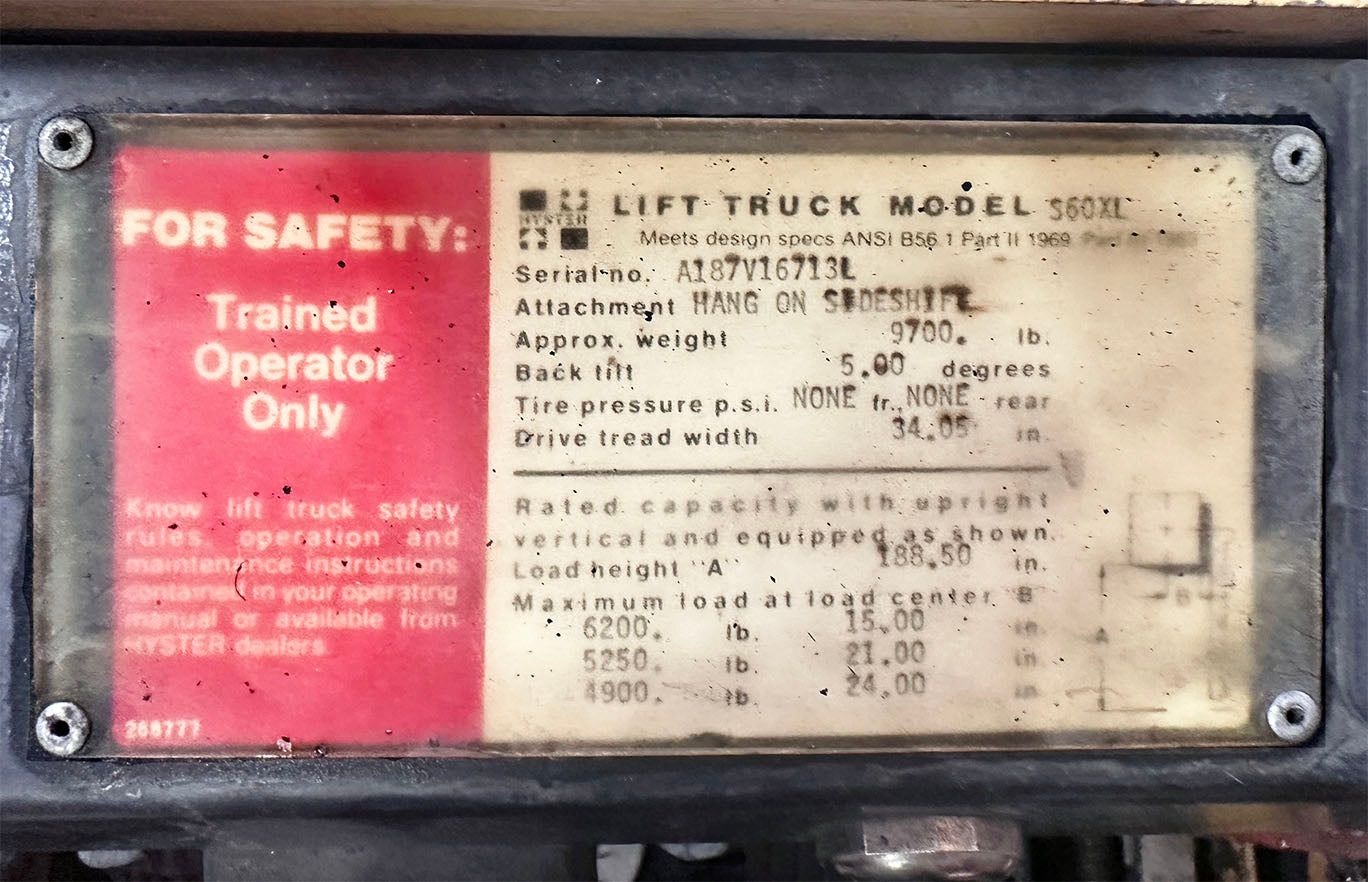 FOR SAFETY:
Trained
Operator
Only
Know lift truck safety
rules, operation and
maintenance instructions
contained in your operating
manual or available from
HYSTER dealers
268777
HYSTER
LIFT TRUCK MODEL S60XL
Meets design specs ANSI B56.1 Part II 1969
Serial no. A187V16713L
Attachment HANG ON SIDESHIFT
Approx. weight 9700. lb.
Back tilt 5.00 degrees
Tire pressure p.s.i. NONE fr., NONE rear
Drive tread width 34.05 in.
Rated capacity with upright
vertical and equipped as shown.
Load height "A" 188.50 in.
Maximum load at load center B
6200. lb. 15.00 in.
5250. lb. 21.00 in.
4900. lb. 24.00 in.
B
A